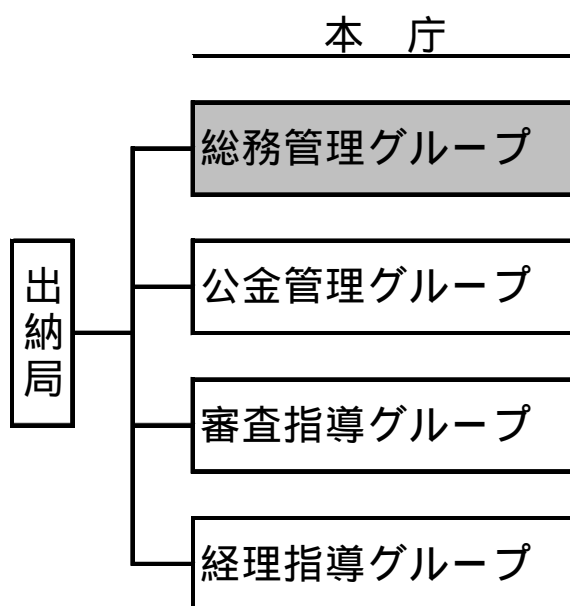 本　庁
総務管理グループ
公金管理グループ
出納局
審査指導グループ
経理指導グループ